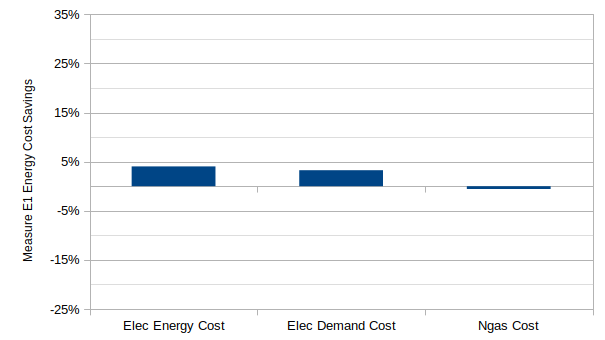 35%
25%
15%
5%
-5%
-15%
-25%
Measure E1 Energy Cost Savings
Elec Energy Cost
Elec Demand Cost
Ngas Cost